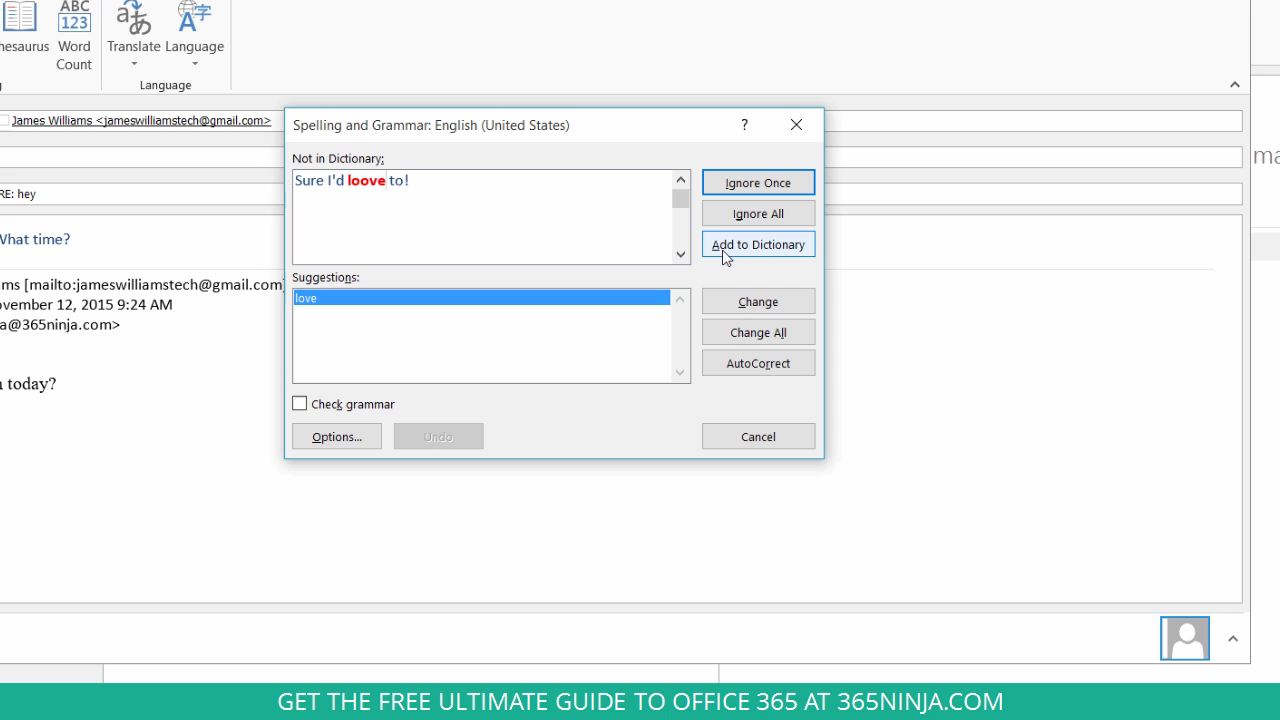 ABC
123
hesaurus
Word
Count
Translate
Language
Language
James Williams <jameswilliamstech@gmail.com>
RE: hey
What time?
ms [mailto:jameswilliamstech@gmail.com]
ovember 12, 2015 9:24 AM
a@365ninja.com>
n today?
ma
Spelling and Grammar: English (United States)
?
Not in Dictionary:
Sure I'd loove to!
Ignore Once
Ignore All
Add to Dictionary
Suggestions:
love
Change
Change All
AutoCorrect
Check grammar
Options...
Undo
Cancel
GET THE FREE ULTIMATE GUIDE TO OFFICE 365 AT 365NINJA.COM